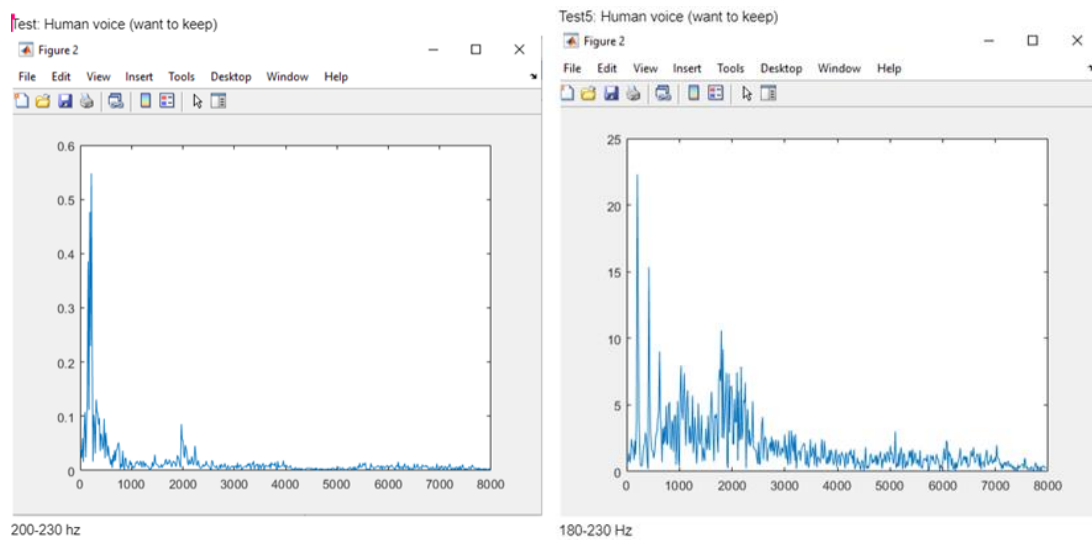 Test: Human voice (want to keep)
Figure 2
File Edit View Insert Tools Desktop Window Help
0.6
0.5
0.4
0.3
0.2
0.1
0
0 1000 2000 3000 4000 5000 6000 7000 8000
200-230 hz
Test5: Human voice (want to keep)
Figure 2
File Edit View Insert Tools Desktop Window Help
25
20
15
10
5
0
0 1000 2000 3000 4000 5000 6000 7000 8000
180-230 Hz